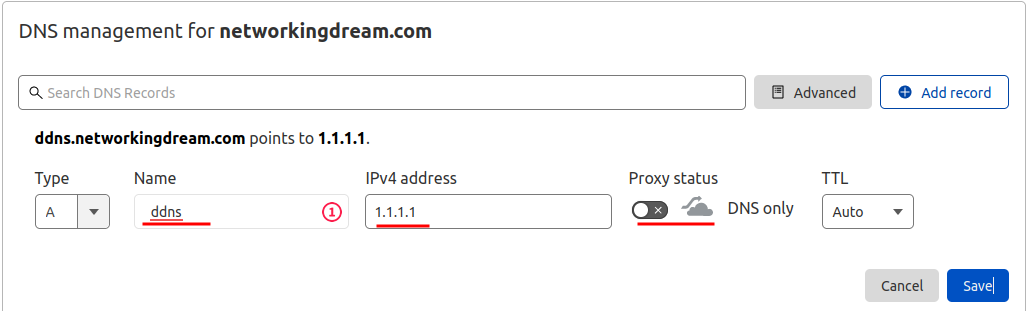 DNS management for networkingdream.com
Search DNS Records
Advanced
Add record
ddns.networkingdream.com points to 1.1.1.1.
Type Name IPv4 address Proxy status TTL
A ddns 1 1.1.1.1 DNS only Auto
Cancel Save